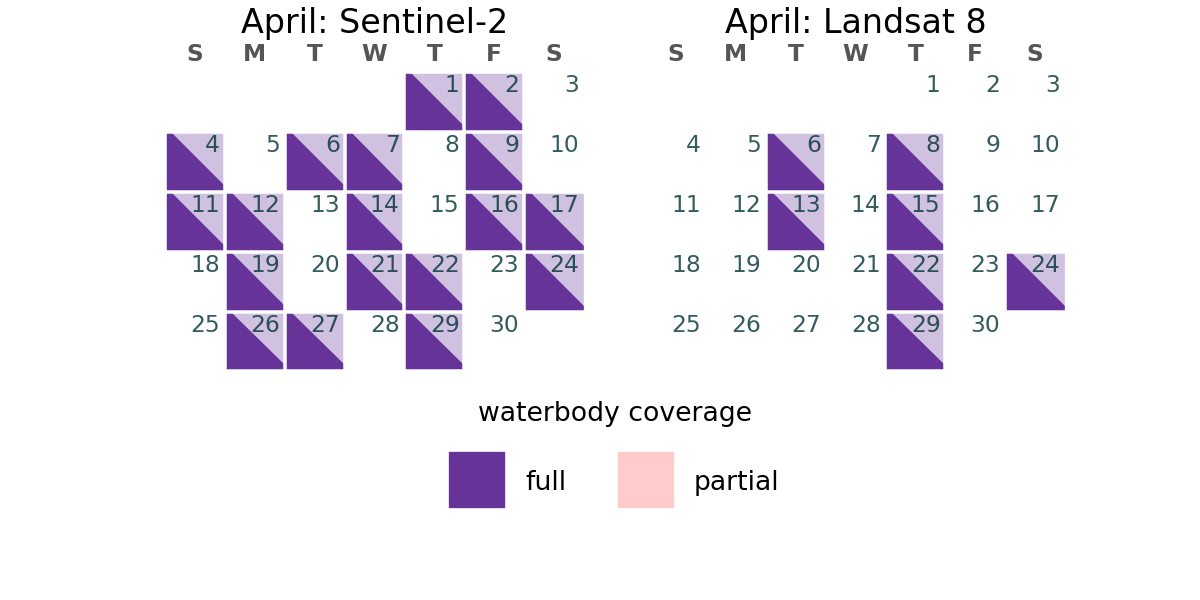 April: Sentinel-2
S M T W T F S
1 2 3
4 5 6 7 8 9 10
11 12 13 14 15 16 17
18 19 20 21 22 23 24
25 26 27 28 29 30
April: Landsat 8
S M T W T F S
1 2 3
4 5 6 7 8 9 10
11 12 13 14 15 16 17
18 19 20 21 22 23 24
25 26 27 28 29 30
waterbody coverage
full partial